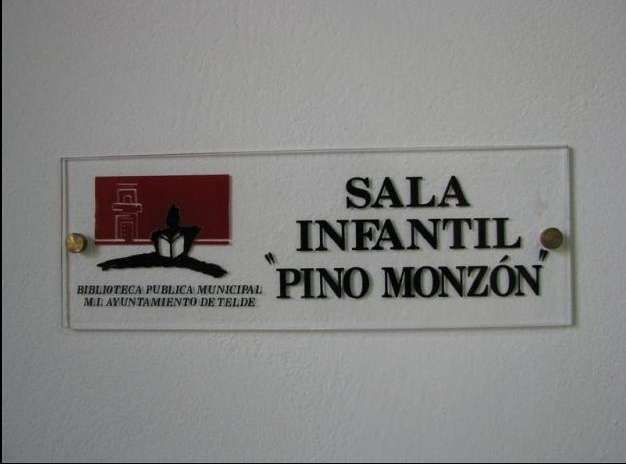 SALA
INFANTIL
"PINO MONZÓN"
BIBLIOTECA PUBLICA MUNICIPAL
M.I. AYUNTAMIENTO DE TELDE